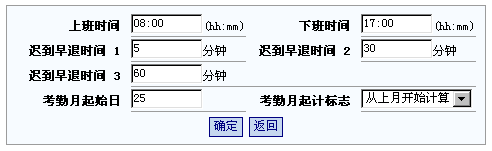 上班时间 08:00 (hh:mm) 下班时间 17:00 (hh:mm)
迟到早退时间 1 5 分钟 迟到早退时间 2 30 分钟
迟到早退时间 3 60 分钟
考勤月起始日 25 考勤月起计标志 从上月开始计算
确定 返回